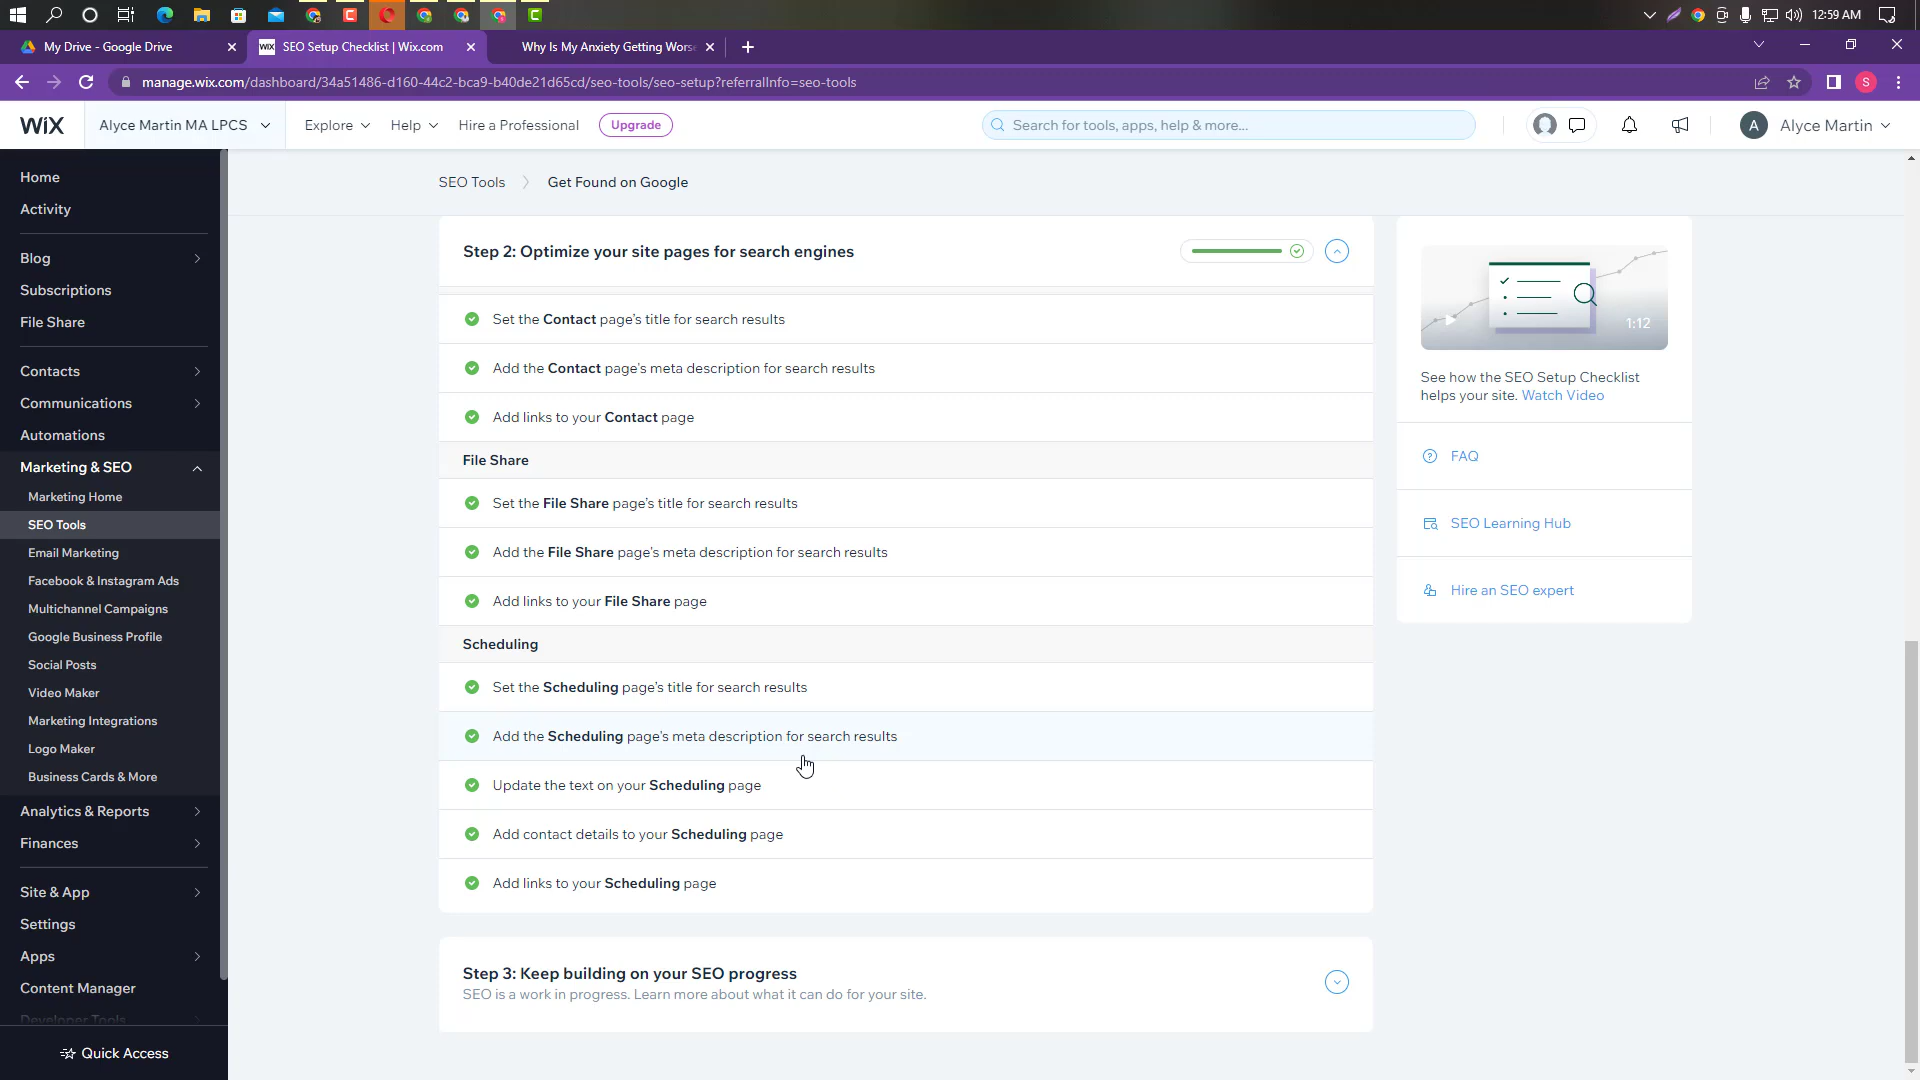 12:59 AM
My Drive - Google Drive
WIX
SEO Setup Checklist | Wix.com
Why Is My Anxiety Getting Worse
manage.wix.com/dashboard/34a51486-d160-44c2-bca9-b40de21d65cd/seo-tools/seo-setup?referralInfo=seo-tools
S
WIX
Alyce Martin MA LPCS
Explore
Help
Hire a Professional
Upgrade
Search for tools, apps, help & more...
A
Alyce Martin
Home
Activity
Blog
Subscriptions
File Share
Contacts
Communications
Automations
Marketing & SEO
Marketing Home
SEO Tools
Email Marketing
Facebook & Instagram Ads
Multichannel Campaigns
Google Business Profile
Social Posts
Video Maker
Marketing Integrations
Logo Maker
Business Cards & More
Analytics & Reports
Finances
Site & App
Settings
Apps
Content Manager
Developer Tools
Quick Access
SEO Tools
Get Found on Google
Step 2: Optimize your site pages for search engines
Set the Contact page's title for search results
Add the Contact page's meta description for search results
Add links to your Contact page
File Share
Set the File Share page's title for search results
Add the File Share page's meta description for search results
Add links to your File Share page
Scheduling
Set the Scheduling page's title for search results
Add the Scheduling page's meta description for search results
Update the text on your Scheduling page
Add contact details to your Scheduling page
Add links to your Scheduling page
Step 3: Keep building on your SEO progress
SEO is a work in progress. Learn more about what it can do for your site.
1:12
See how the SEO Setup Checklist
helps your site. Watch Video
FAQ
SEO Learning Hub
Hire an SEO expert